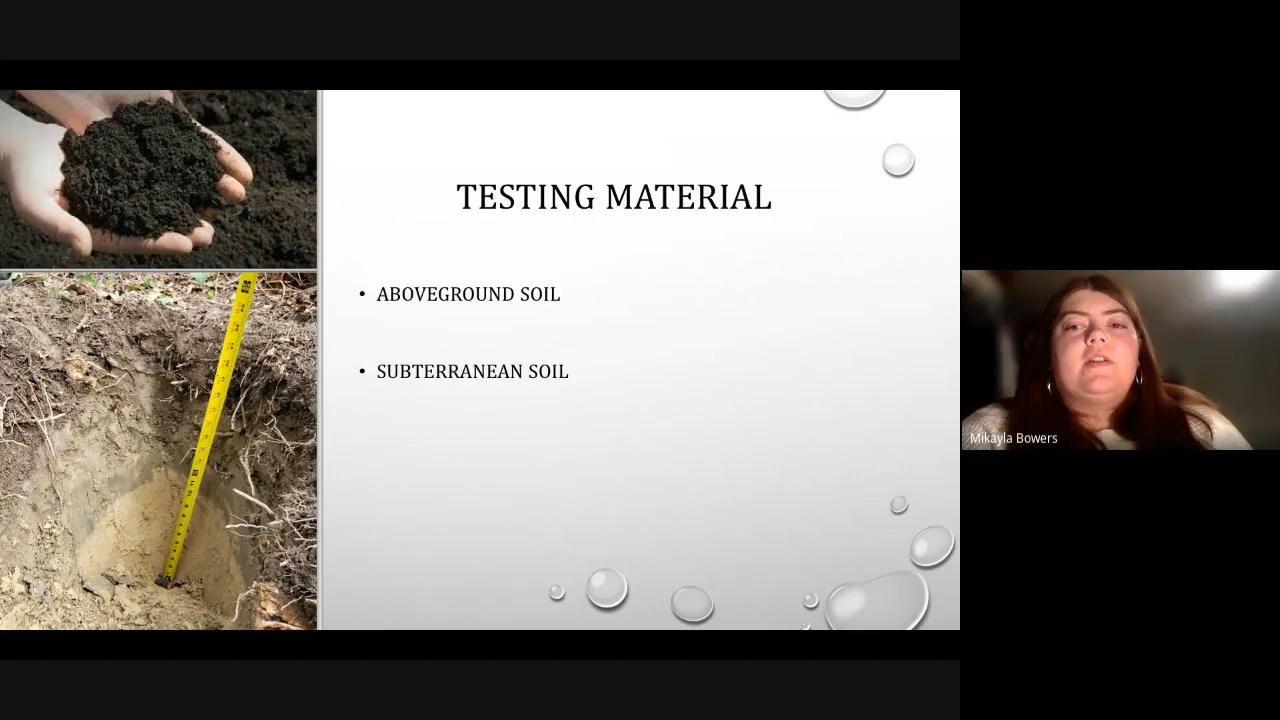 TESTING MATERIAL
• ABOVEGROUND SOIL
• SUBTERRANEAN SOIL
Mikayla Bowers